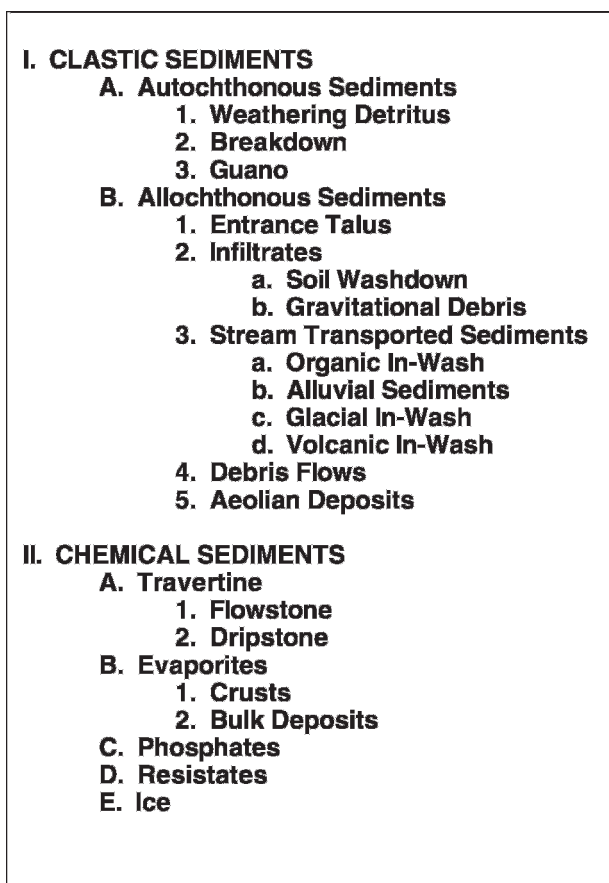 I. CLASTIC SEDIMENTS
A. Autochthonous Sediments
1. Weathering Detritus
2. Breakdown
3. Guano
B. Allochthonous Sediments
1. Entrance Talus
2. Infiltrates
a. Soil Washdown
b. Gravitational Debris
3. Stream Transported Sediments
a. Organic In-Wash
b. Alluvial Sediments
c. Glacial In-Wash
d. Volcanic In-Wash
4. Debris Flows
5. Aeolian Deposits
II. CHEMICAL SEDIMENTS
A. Travertine
1. Flowstone
2. Dripstone
B. Evaporites
1. Crusts
2. Bulk Deposits
C. Phosphates
D. Resistates
E. Ice